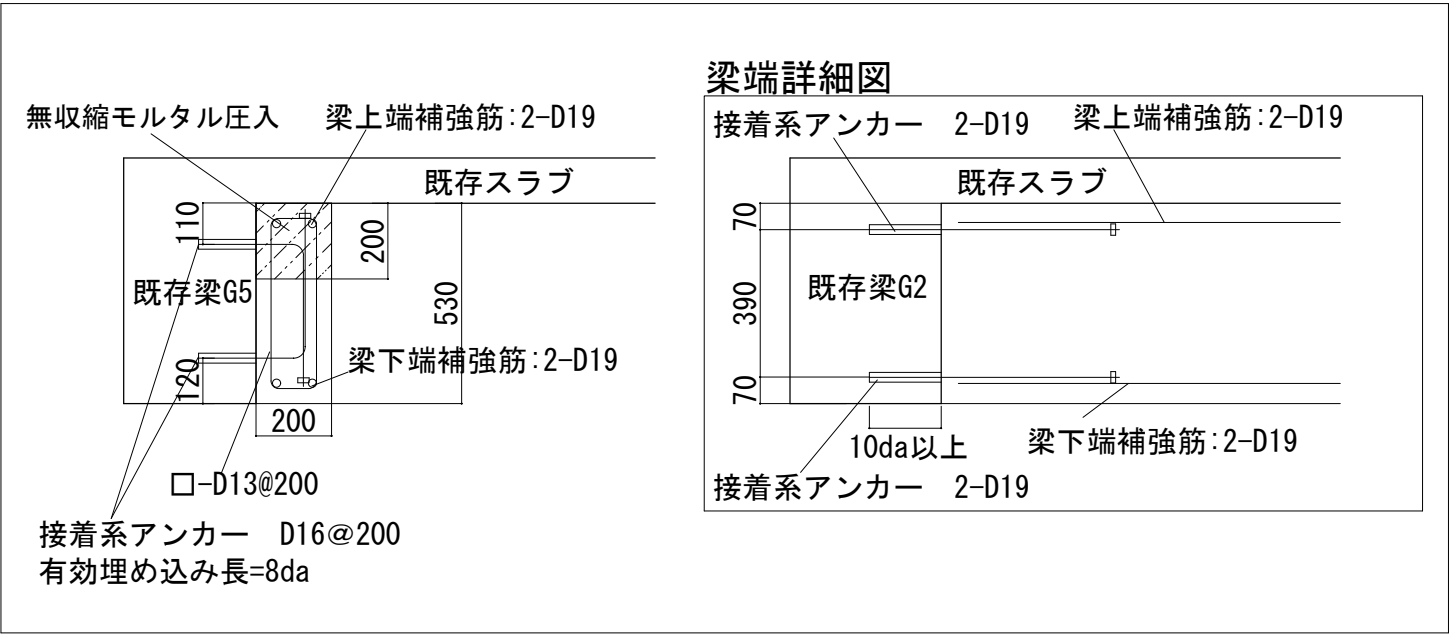 無収縮モルタル圧入
梁上端補強筋:2-D19
既存スラブ
110
200
既存梁G5
530
梁下端補強筋:2-D19
120
200
□-D13@200
接着系アンカー　D16＠200
有効埋め込み長=8da
梁端詳細図
接着系アンカー　2-D19
梁上端補強筋:2-D19
既存スラブ
70
既存梁G2
390
70
10da以上
梁下端補強筋:2-D19
接着系アンカー　2-D19